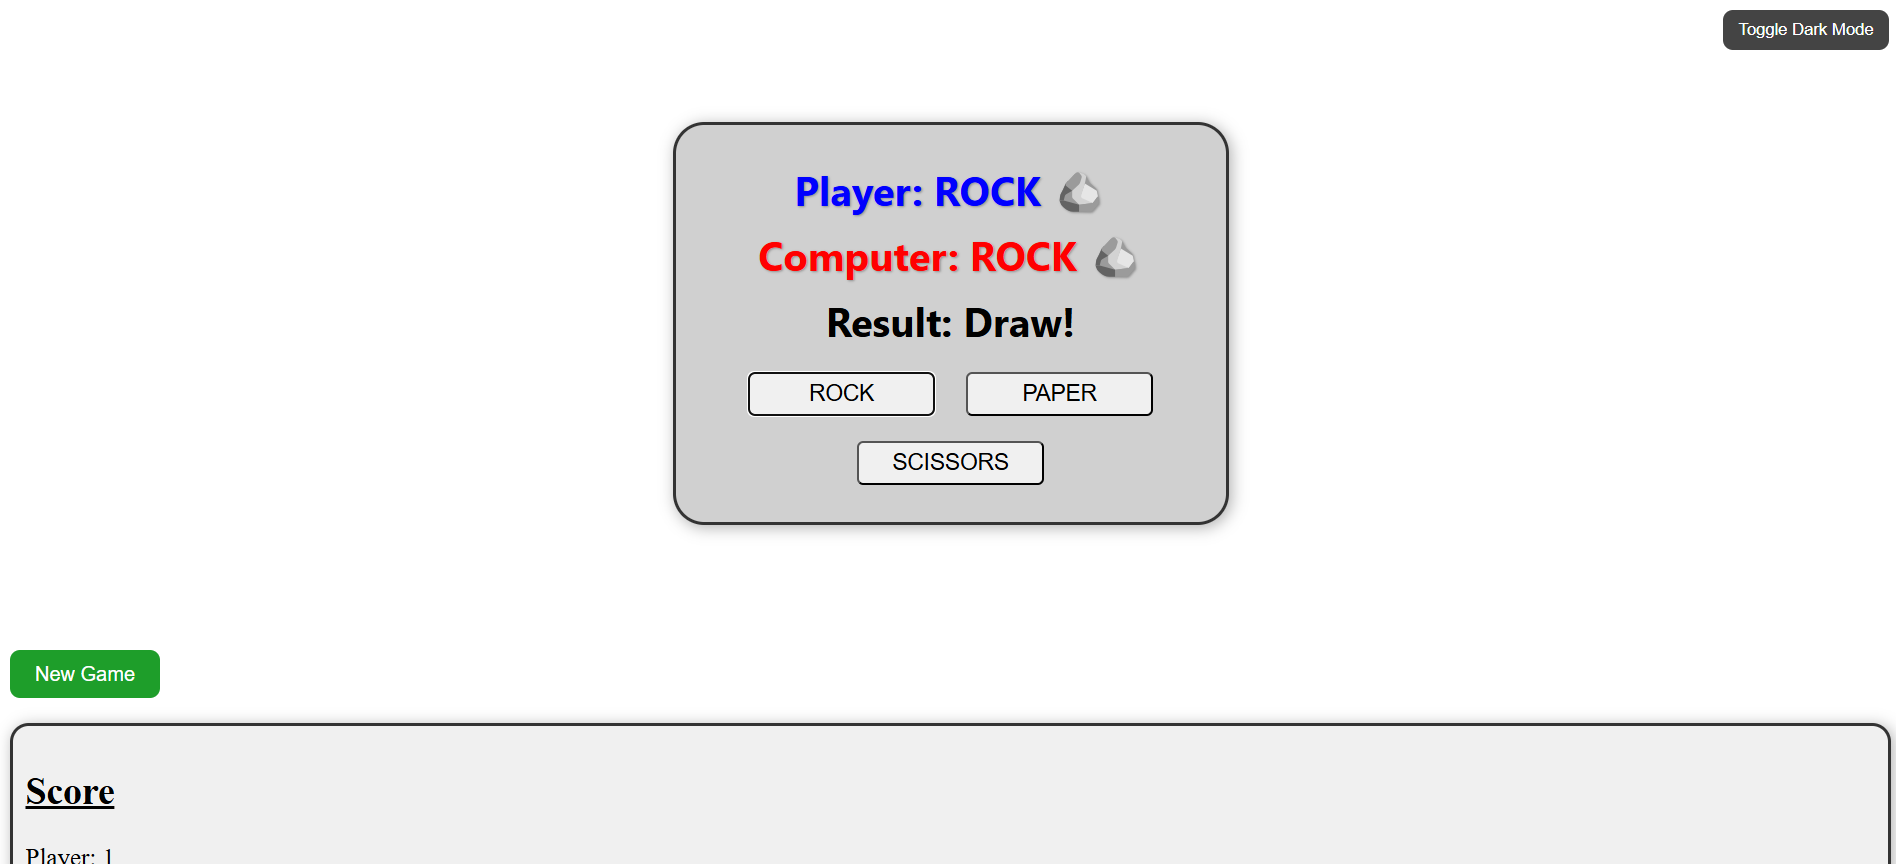 Toggle Dark Mode
Player: ROCK
Computer: ROCK
Result: Draw!
ROCK PAPER
SCISSORS
New Game
Score
Player: 1